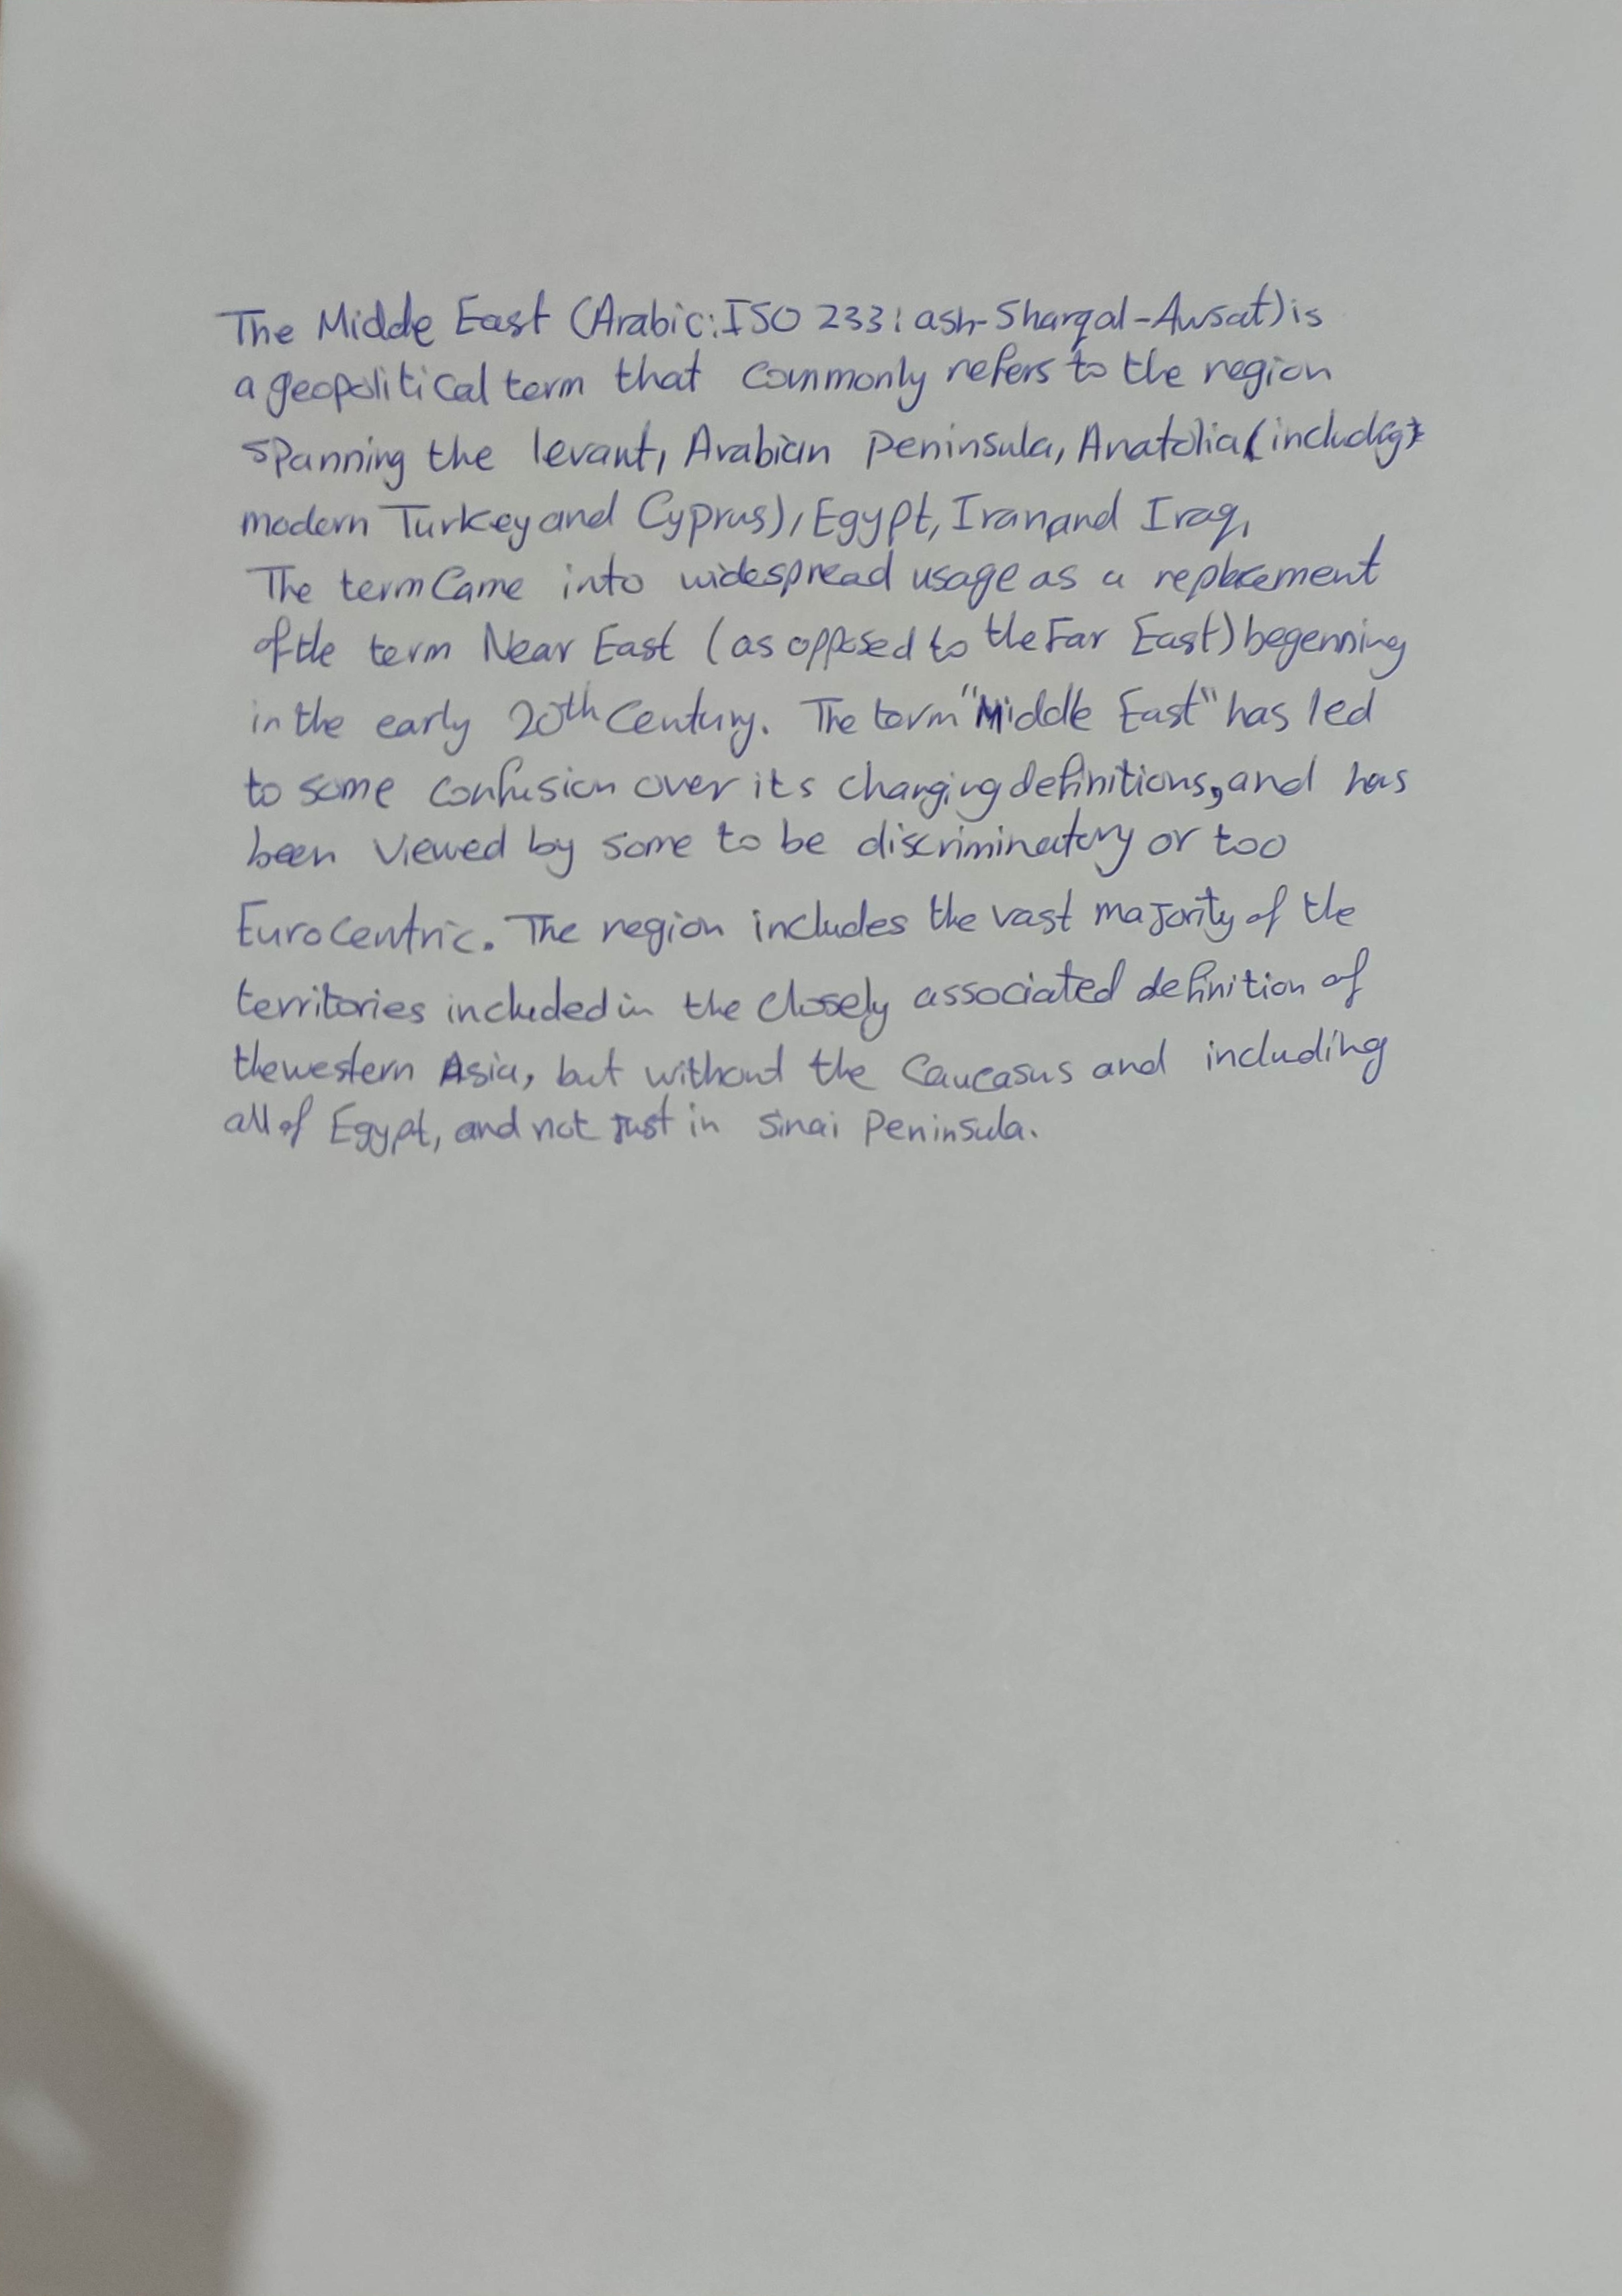 The Midde East (Arabic: ISO 233: ash-Sharqal-Awsat) is
a geopolitical term that commonly refers to the region
spanning the levant, Arabian peninsula, Anatolia (includig
modern Turkey and Cyprus), Egypt, Iran and Iraq,
The term came into widespread usage as a replacement
of the term Near East (as opposed to the Far East) begenning
in the early 20th Century. The term "Middle East" has led
to some confusion over its changing definitions, and has
been viewed by some to be discriminatory or too
Eurocentric. The region includes the vast majority of the
territories included in the closely associated definition of
the western Asia, but without the Caucasus and including
all of Egypt, and not just in Sinai Peninsula.